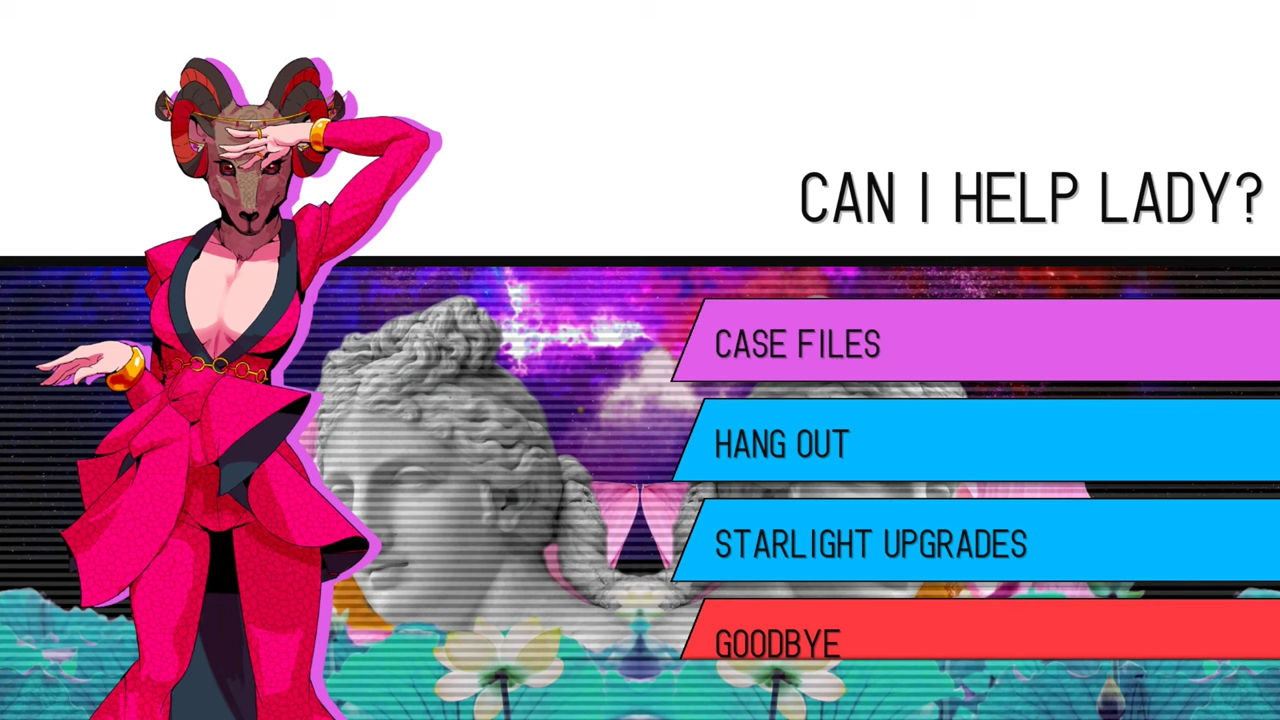 CAN I HELP LADY?
CASE FILES
HANG OUT
STARLIGHT UPGRADES
GOODBYE